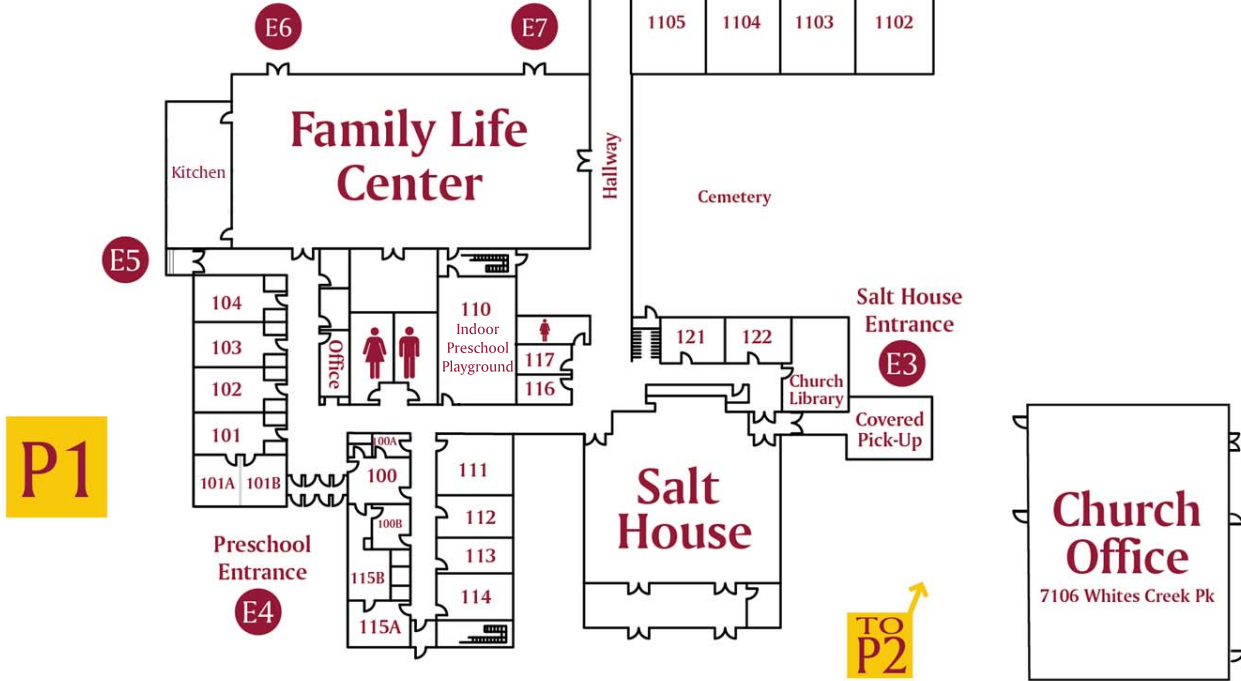 E6
E7
1105
1104
1103
1102
Family Life
Center
Kitchen
Hallway
Cemetery
E5
104
103
102
101
101A
101B
Office
110
Indoor
Preschool
Playground
117
116
121
122
Church
Library
Salt House
Entrance
E3
Covered
Pick-Up
P1
100A
100
100B
115B
115A
111
112
113
114
Preschool
Entrance
E4
Salt
House
TO
P2
Church
Office
7106 Whites Creek Pk